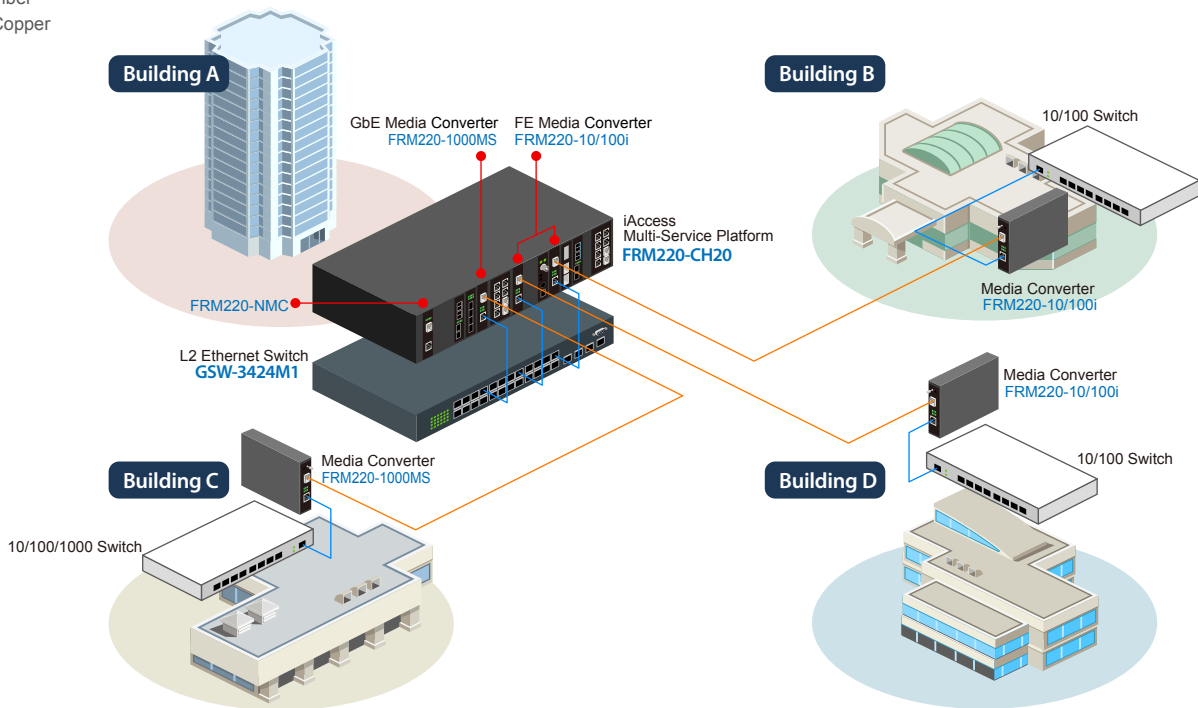 Copper
Building A
Building B
10/100 Switch
GbE Media Converter
FRM220-1000MS
FE Media Converter
FRM220-10/100i
iAccess
Multi-Service Platform
FRM220-CH20
FRM220-NMC
Media Converter
FRM220-10/100i
L2 Ethernet Switch
GSW-3424M1
Media Converter
FRM220-10/100i
Building C
Media Converter
FRM220-1000MS
Building D
10/100 Switch
10/100/1000 Switch